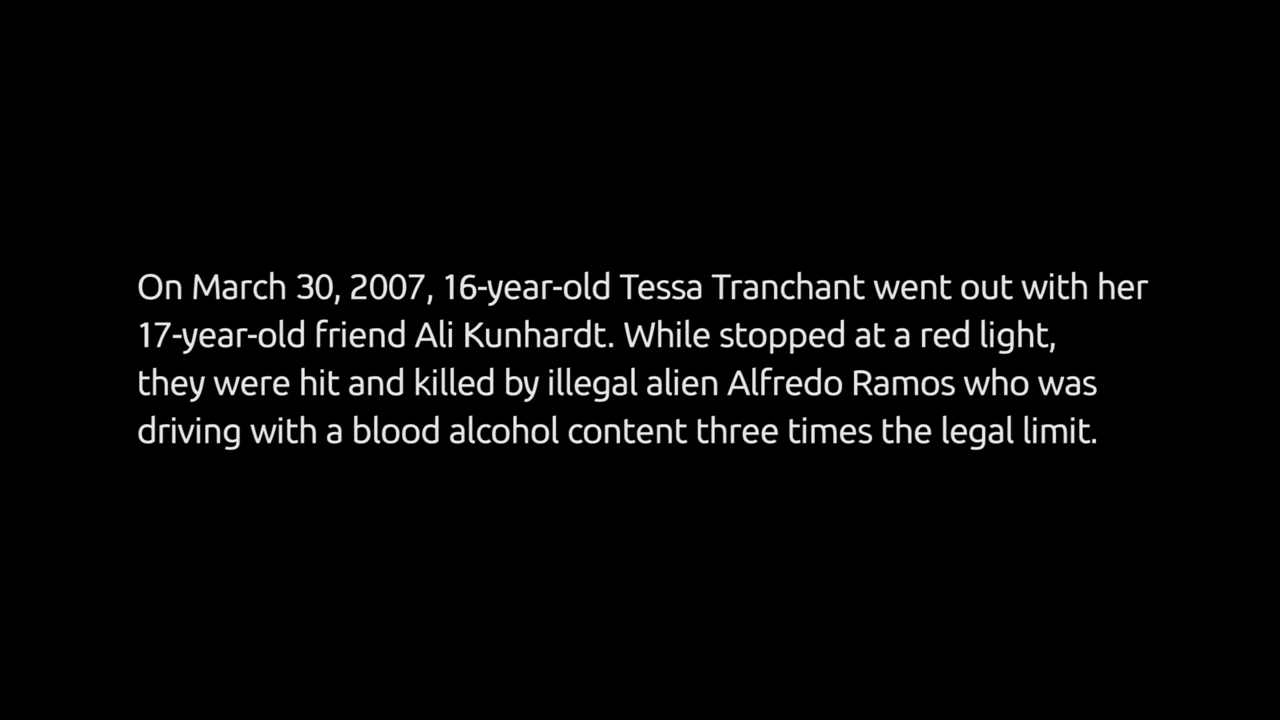 On March 30, 2007, 16-year-old Tessa Tranchant went out with her
17-year-old friend Ali Kunhardt. While stopped at a red light,
they were hit and killed by illegal alien Alfredo Ramos who was
driving with a blood alcohol content three times the legal limit.